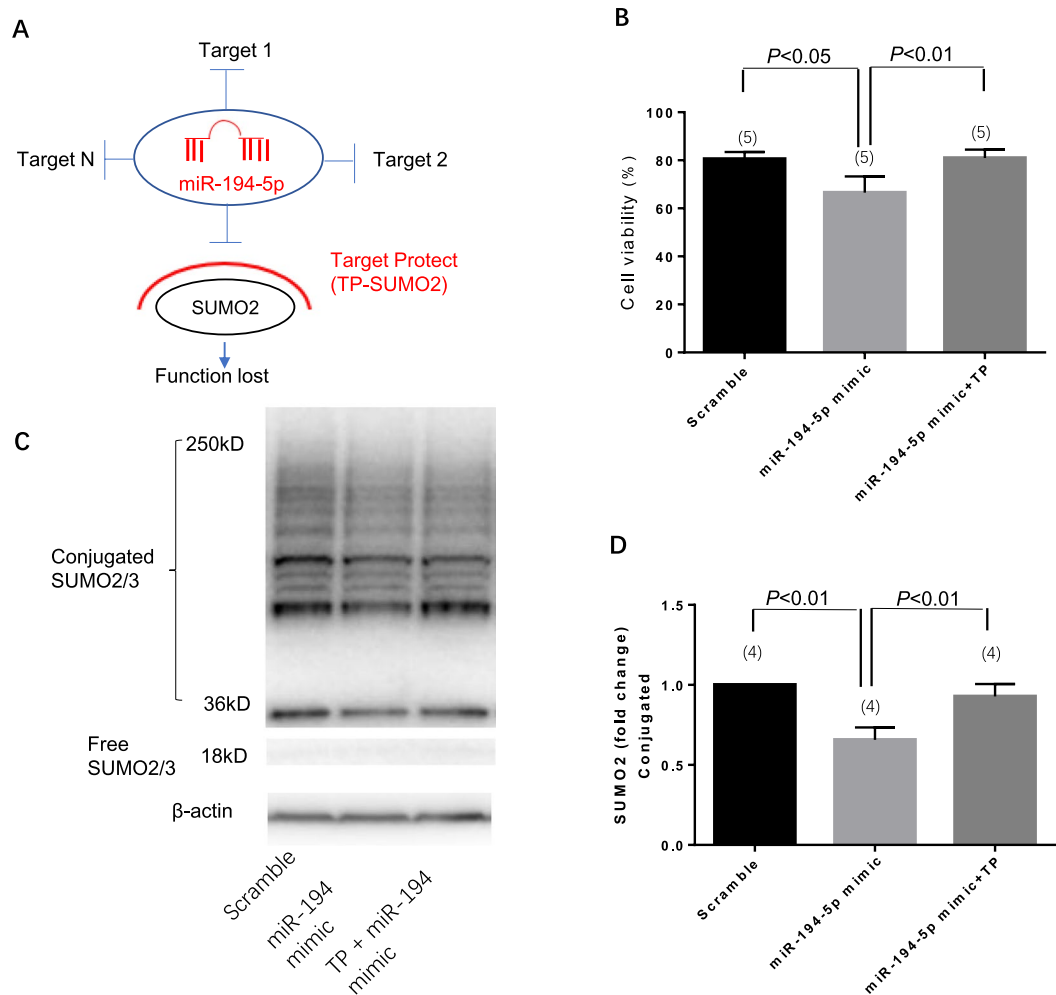 A
Target 1
Target N
miR-194-5p
Target 2
Target Protect
(TP-SUMO2)
SUMO2
Function lost
B
P<0.05
P<0.01
Cell viability (%)
100
80
60
40
20
0
(5)
(5)
(5)
Scramble
miR-194-5p mimic
miR-194-5p mimic+TP
C
250kD
Conjugated
SUMO2/3
36kD
Free
SUMO2/3
18kD
β-actin
Scramble
miR-194
mimic
TP + miR-194
mimic
D
P<0.01
P<0.01
SUMO2 (fold change)
Conjugated
1.5
1.0
0.5
0.0
(4)
(4)
(4)
Scramble
miR-194-5p mimic
miR-194-5p mimic+TP